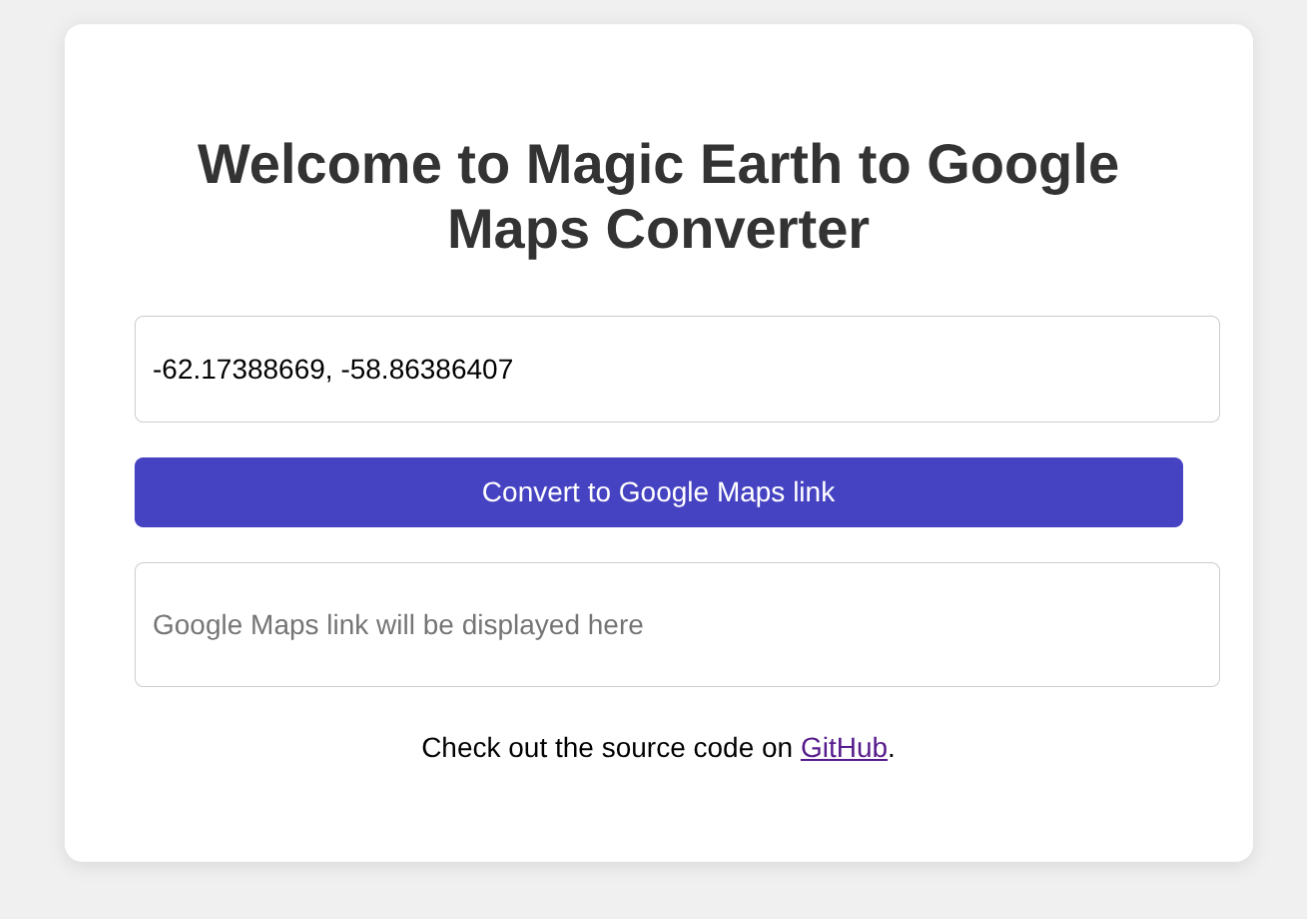 Welcome to Magic Earth to Google
Maps Converter
-62.17388669, -58.86386407
Convert to Google Maps link
Google Maps link will be displayed here
Check out the source code on GitHub.